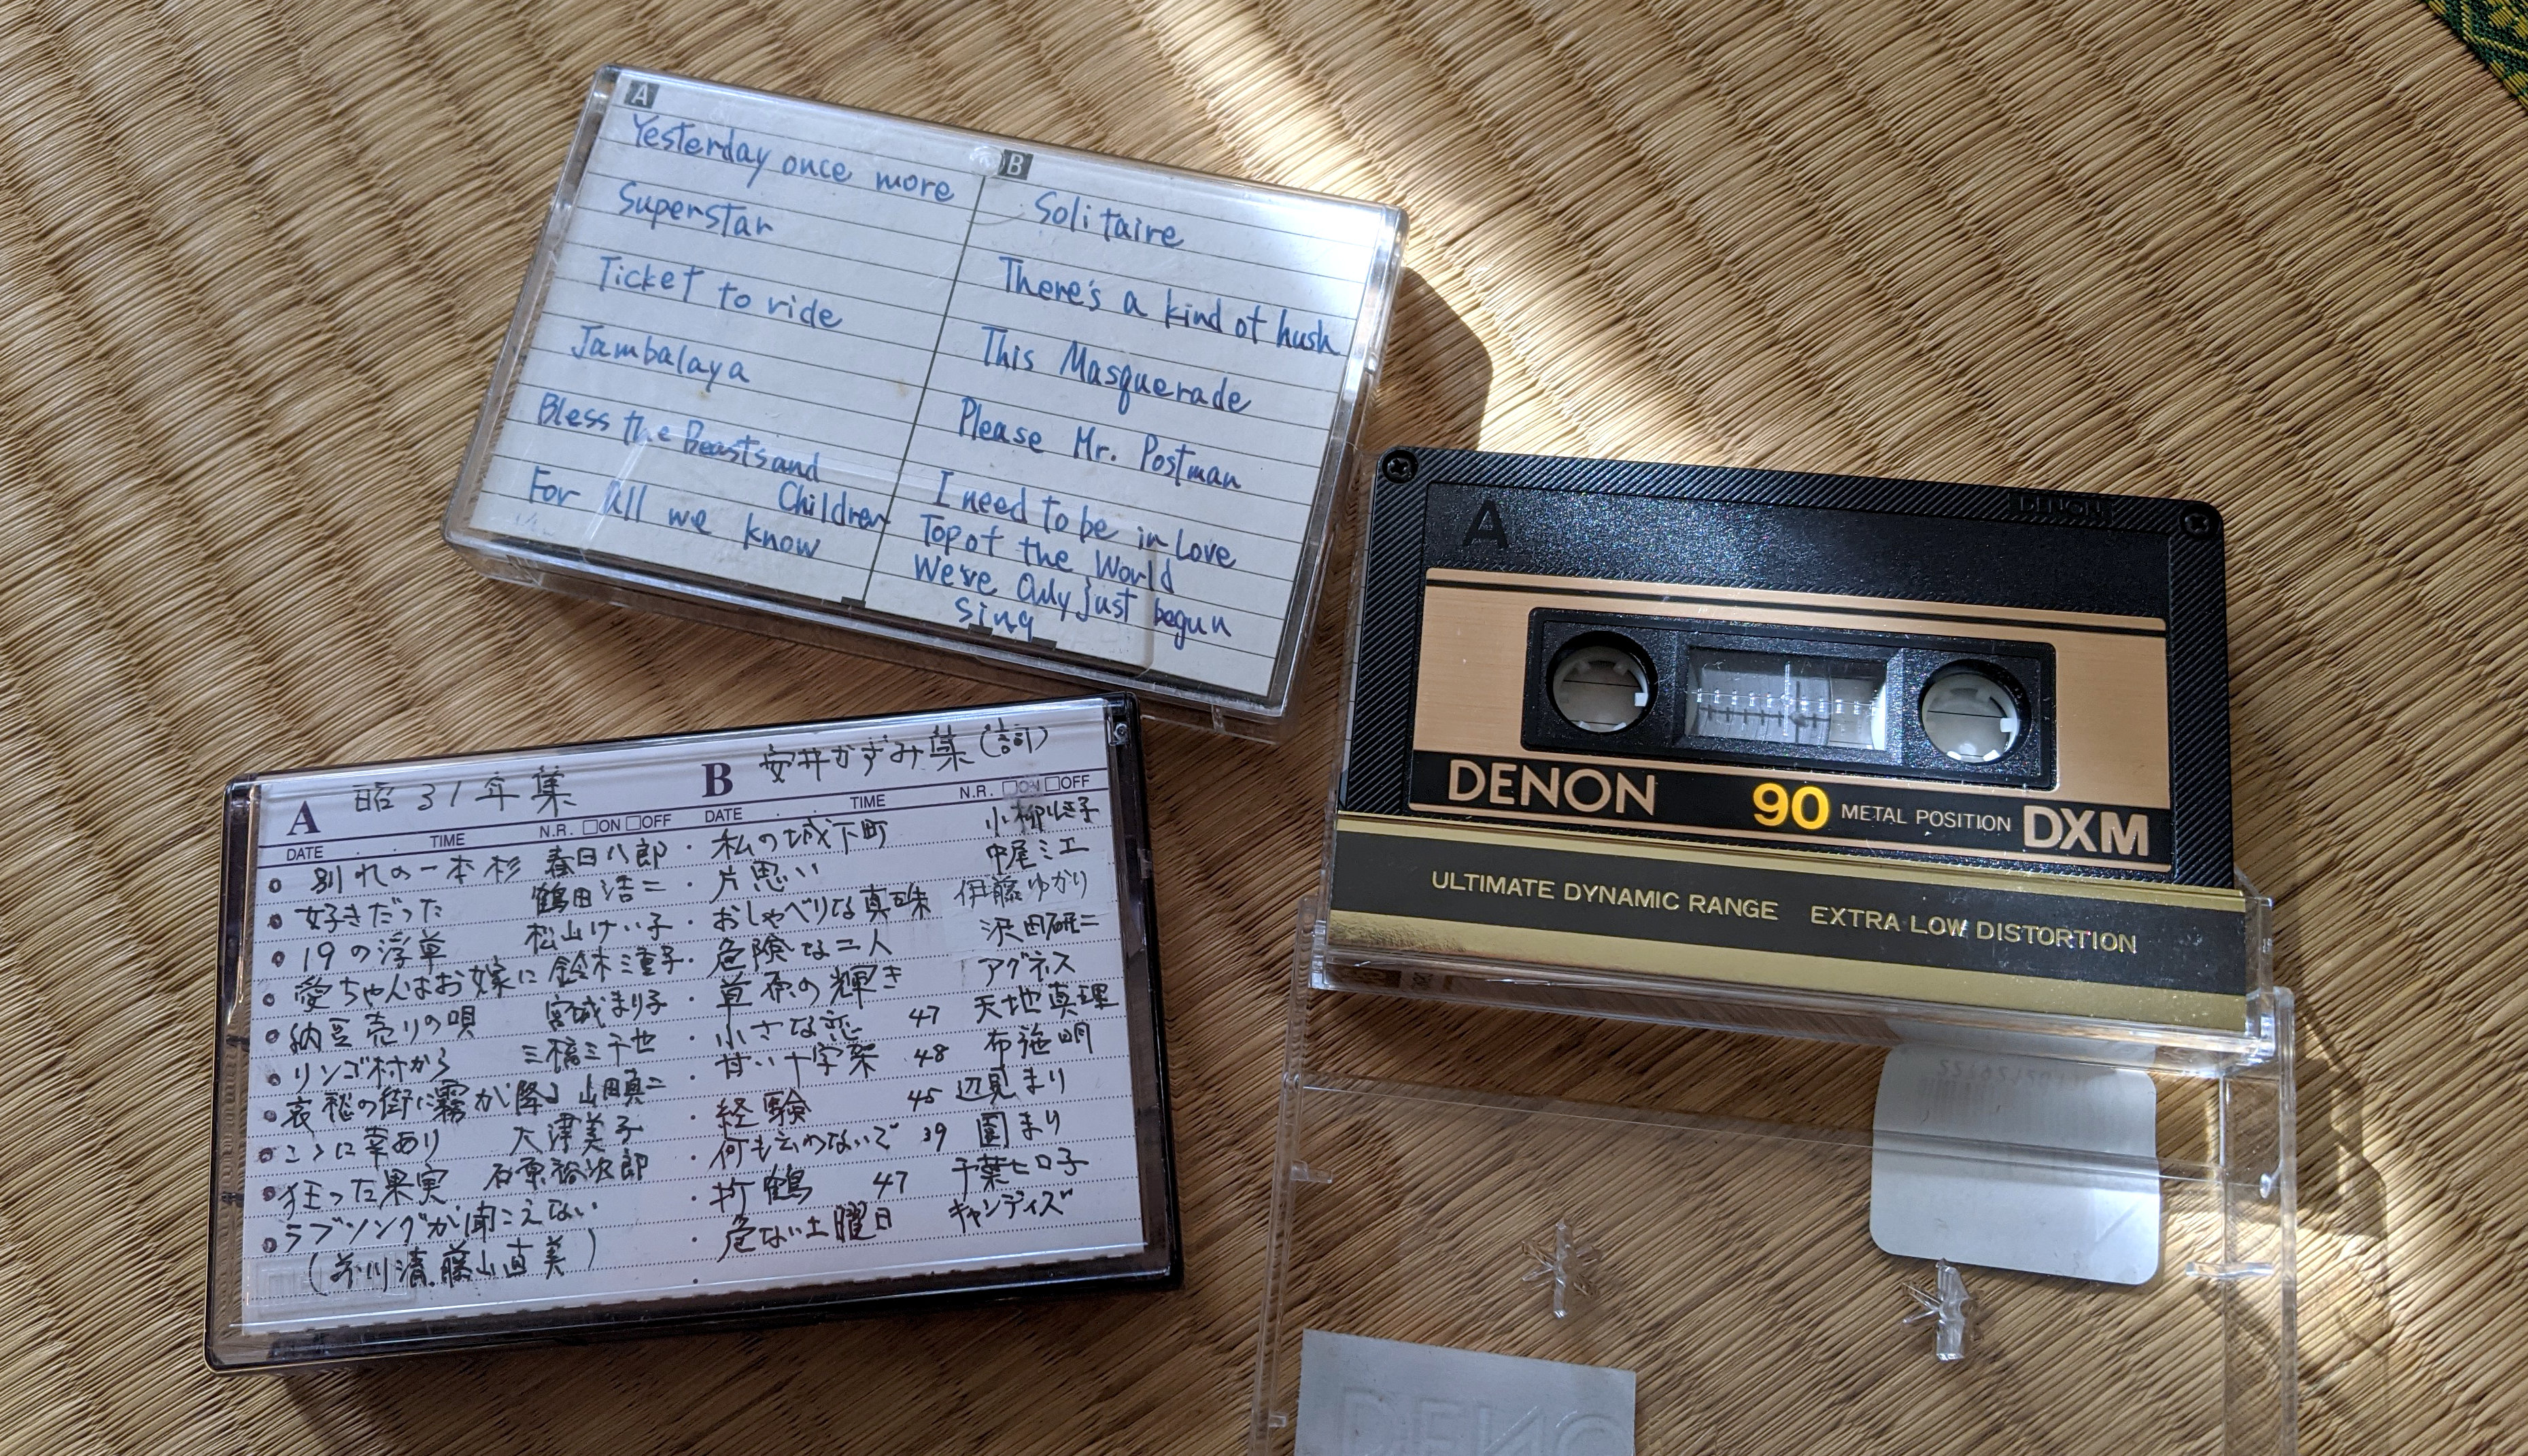 A
Yesterday once more
Superstar
Ticket to ride
Jambalaya
Bless the Beasts and
Children
For All we know
B
Solitaire
There's a kind of hush
This Masquerade
Please Mr. Postman
I need to be in Love
Top of the World
We've Only just begun
Sing
A
DENON
DENON 90 METAL POSITION DXM
ULTIMATE DYNAMIC RANGE EXTRA LOW DISTORTION
A 昭31年集
DATE TIME N.R. □ON □OFF
別れの一本杉 春日八郎
好きだった 鶴田浩二
19の浮草 松山けい子
愛ちゃんはお嫁に 鈴木三重子
納豆売りの唄 宮城まり子
リンゴ村から 三橋三千也
哀愁の街に霧が降る 山田真二
こゝに幸あり 大津美子
狂った果実 石原裕次郎
ラブソングが聞こえない
(前川清 藤山直美)
B 安井かずみ集(詞)
DATE TIME N.R. □ON □OFF
・私の城下町 小柳ルミ子
・片思い 中尾ミエ
・おしゃべりな真珠 伊藤ゆかり
・危険な二人 沢田研二
・草原の輝き アグネス
・小さな恋 47 天地真理
・甘い十字架 48 布施明
・経験 45 辺見まり
・何も云わないで 39 園まり
・折鶴 47 千葉ヒロ子
・危ない土曜日 キャンディズ
DENO